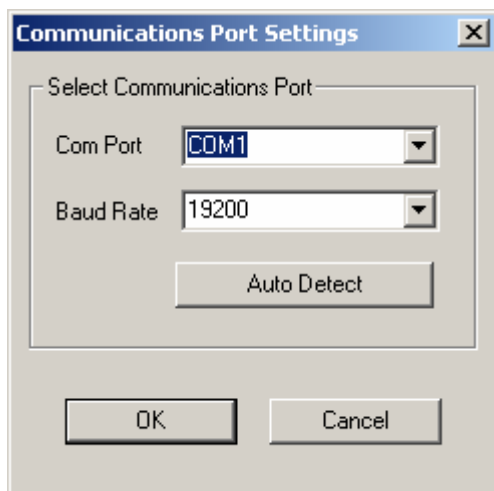 Communications Port Settings
Select Communications Port
Com Port COM1
Baud Rate 19200
Auto Detect
OK Cancel